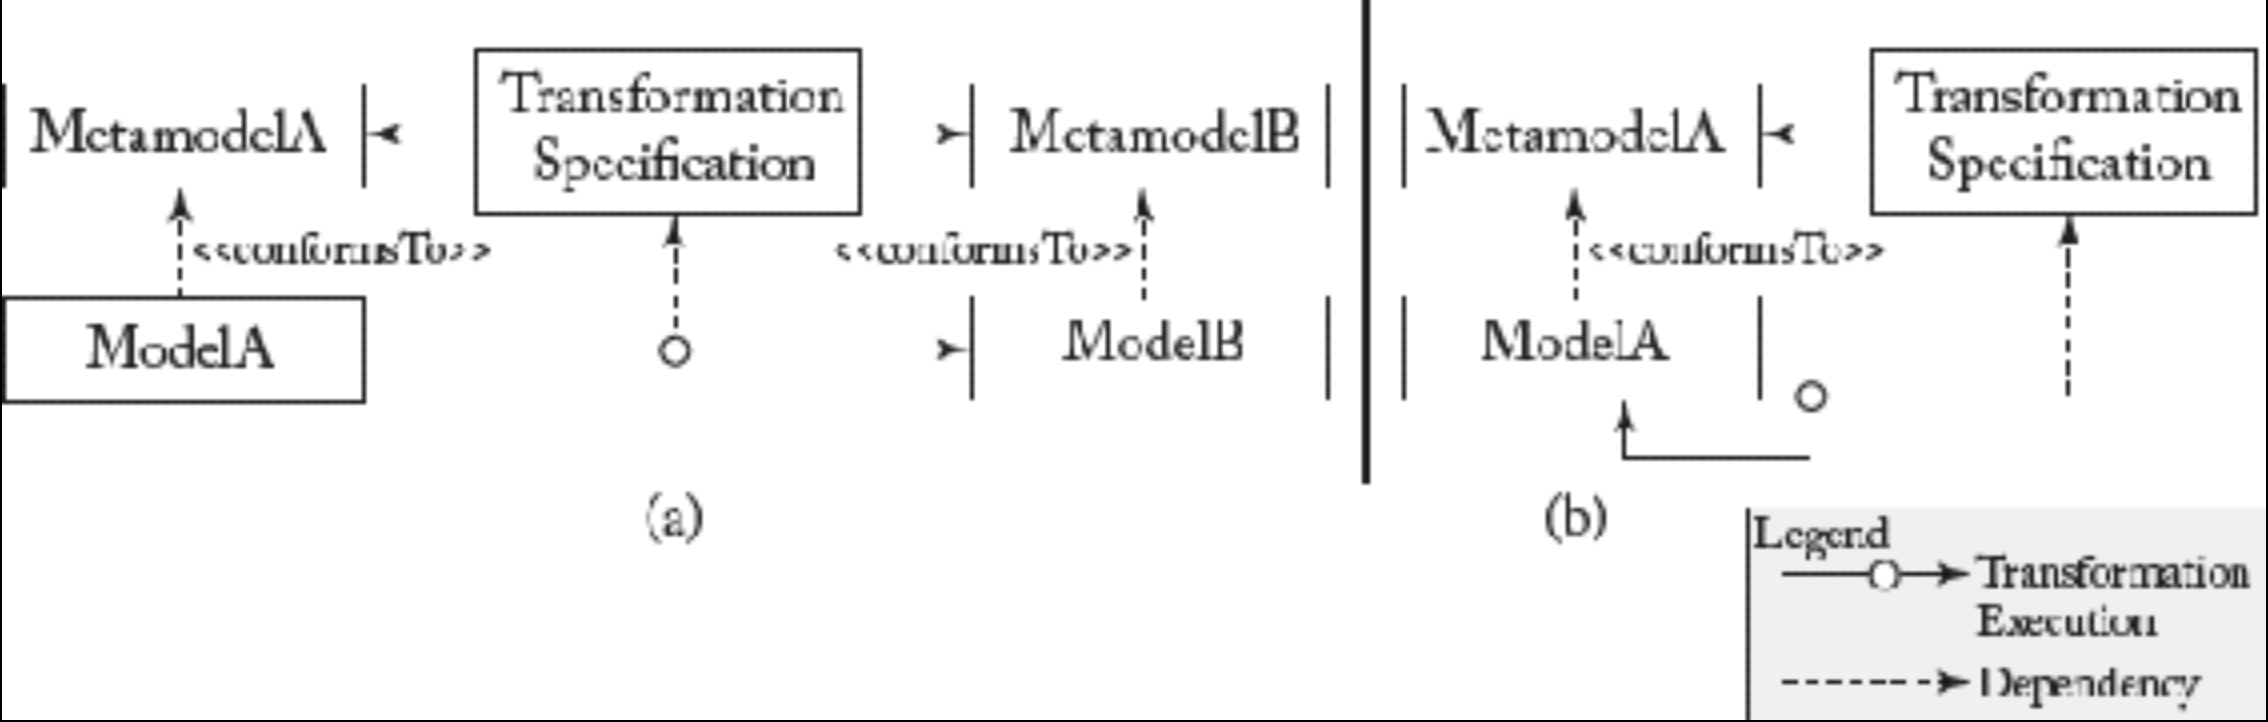 MetamodelA
Transformation
Specification
MetamodelB
<<conformsTo>>
<<conformsTo>>
ModelA
ModelB
(a)
MetamodelA
Transformation
Specification
<<conformsTo>>
ModelA
(b)
Legend
Transformation
Execution
Dependency